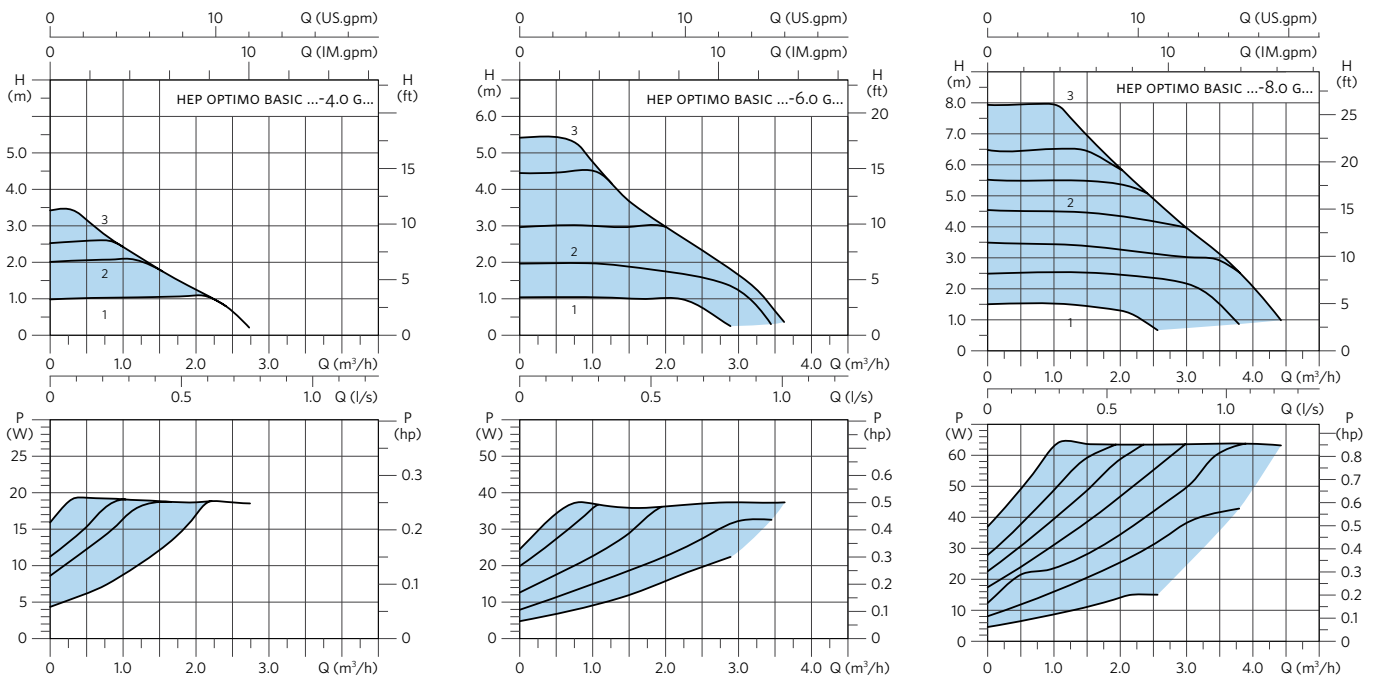 0 10 Q (US.gpm)
0 10 Q (IM.gpm)
H (m) H (ft)
HEP OPTIMO BASIC ...-4.0 G...
6.0
5.0 15
4.0
3.0 10
2.0 5
1.0
0 0
3
2
1
0 1.0 2.0 3.0 Q (m³/h)
0 0.5 1.0 Q (l/s)
P (W) P (hp)
25
20 0.3
15 0.2
10
5 0.1
0 0
0 1.0 2.0 3.0 Q (m³/h)
0 10 Q (US.gpm)
0 10 Q (IM.gpm)
H (m) H (ft)
HEP OPTIMO BASIC ...-6.0 G...
6.0 20
5.0 15
4.0
3.0 10
2.0 5
1.0
0 0
3
2
1
0 1.0 2.0 3.0 4.0 Q (m³/h)
0 0.5 1.0 Q (l/s)
P (W) P (hp)
50 0.6
40 0.5
30 0.4
0.3
20 0.2
10 0.1
0 0
0 1.0 2.0 3.0 4.0 Q (m³/h)
0 10 Q (US.gpm)
0 10 Q (IM.gpm)
H (m) H (ft)
HEP OPTIMO BASIC ...-8.0 G...
8.0 25
7.0
6.0 20
5.0 15
4.0
3.0 10
2.0 5
1.0
0 0
3
2
1
0 1.0 2.0 3.0 4.0 Q (m³/h)
0 0.5 1.0 Q (l/s)
P (W) P (hp)
60 0.8
50 0.7
0.6
40 0.5
30 0.4
0.3
20 0.2
10 0.1
0 0
0 1.0 2.0 3.0 4.0 Q (m³/h)